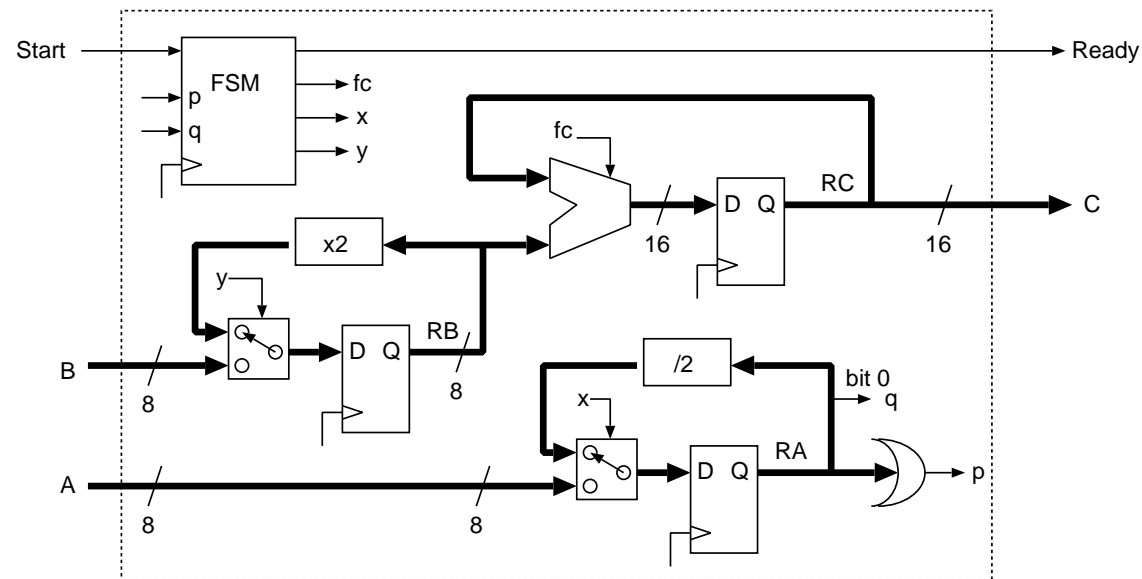 Start
FSM
p
q
fc
x
y
Ready
fc
16
D Q
RC
16
C
x2
y
B
8
D Q
RB
8
/2
bit 0
q
x
A
8
8
D Q
RA
p